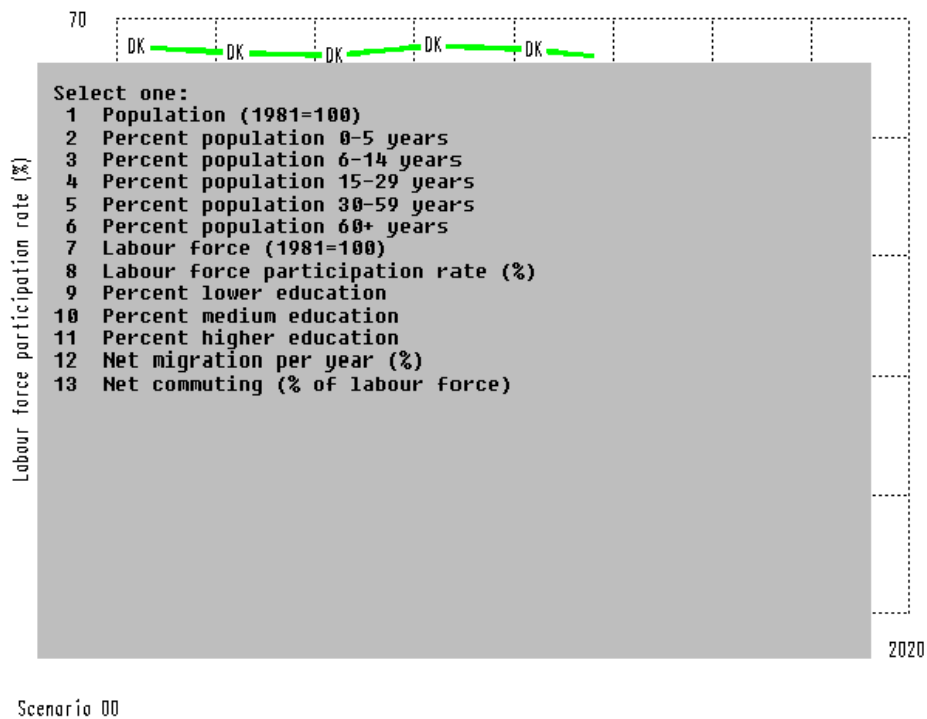 70
DK DK DK DK DK
Select one:
1 Population (1981=100)
2 Percent population 0-5 years
3 Percent population 6-14 years
4 Percent population 15-29 years
5 Percent population 30-59 years
6 Percent population 60+ years
7 Labour force (1981=100)
8 Labour force participation rate (%)
9 Percent lower education
10 Percent medium education
11 Percent higher education
12 Net migration per year (%)
13 Net commuting (% of labour force)
Labour force participation rate (%)
2020
Scenario 00